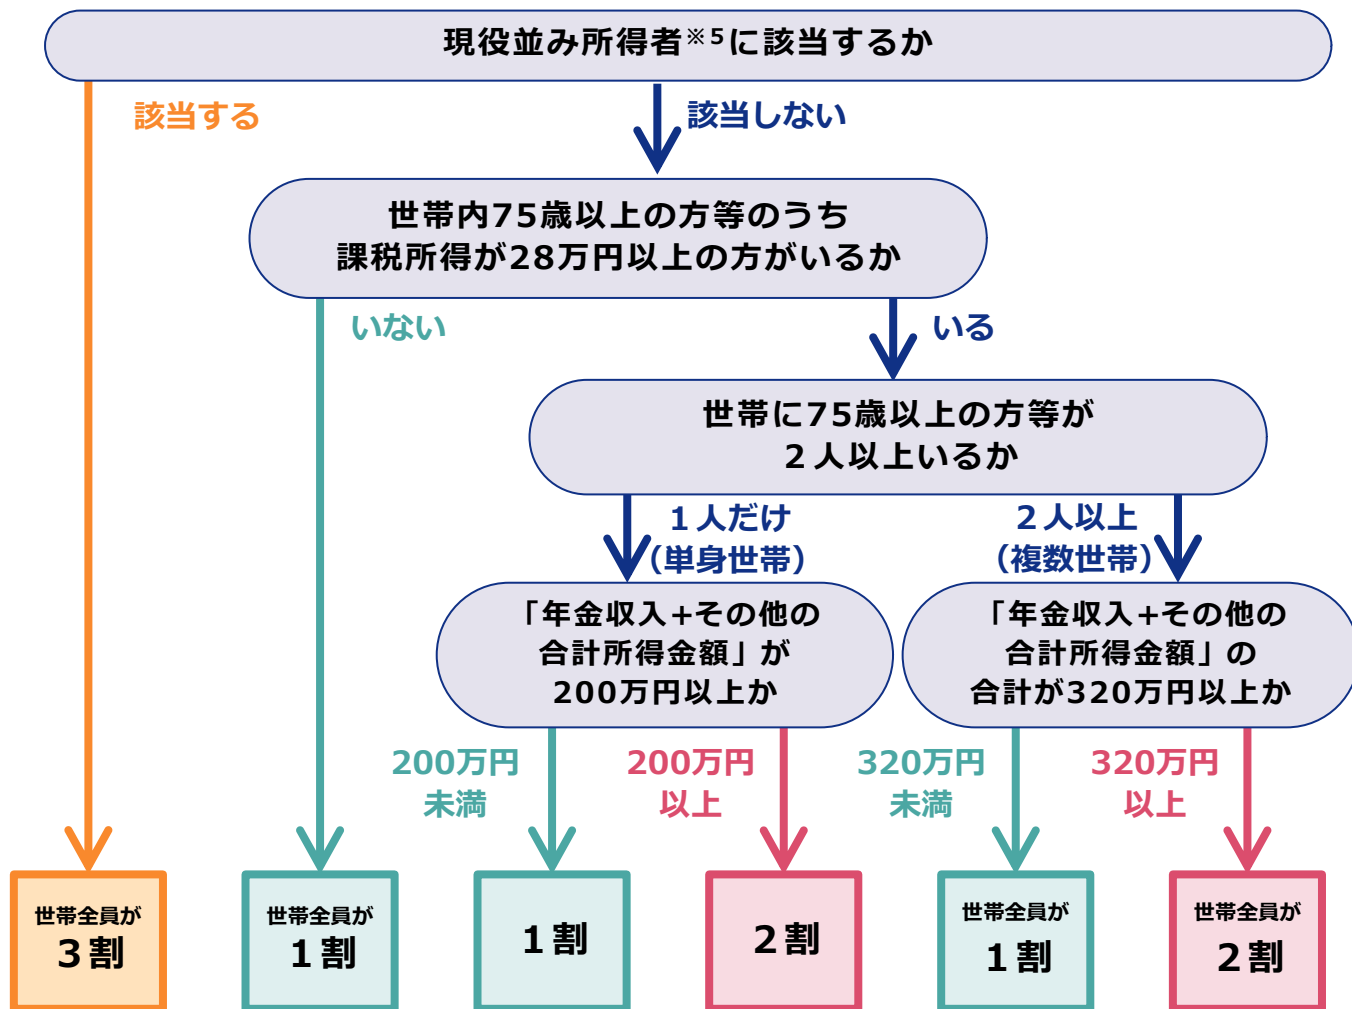 現役並み所得者※5に該当するか
該当する
該当しない
世帯内75歳以上の方等のうち
課税所得が28万円以上の方がいるか
いない
いる
世帯に75歳以上の方等が
２人以上いるか
１人だけ
（単身世帯）
２人以上
（複数世帯）
「年金収入+その他の
合計所得金額」が
200万円以上か
「年金収入+その他の
合計所得金額」の
合計が320万円以上か
200万円
未満
200万円
以上
320万円
未満
320万円
以上
世帯全員が
３割
世帯全員が
１割
１割
２割
世帯全員が
１割
世帯全員が
２割